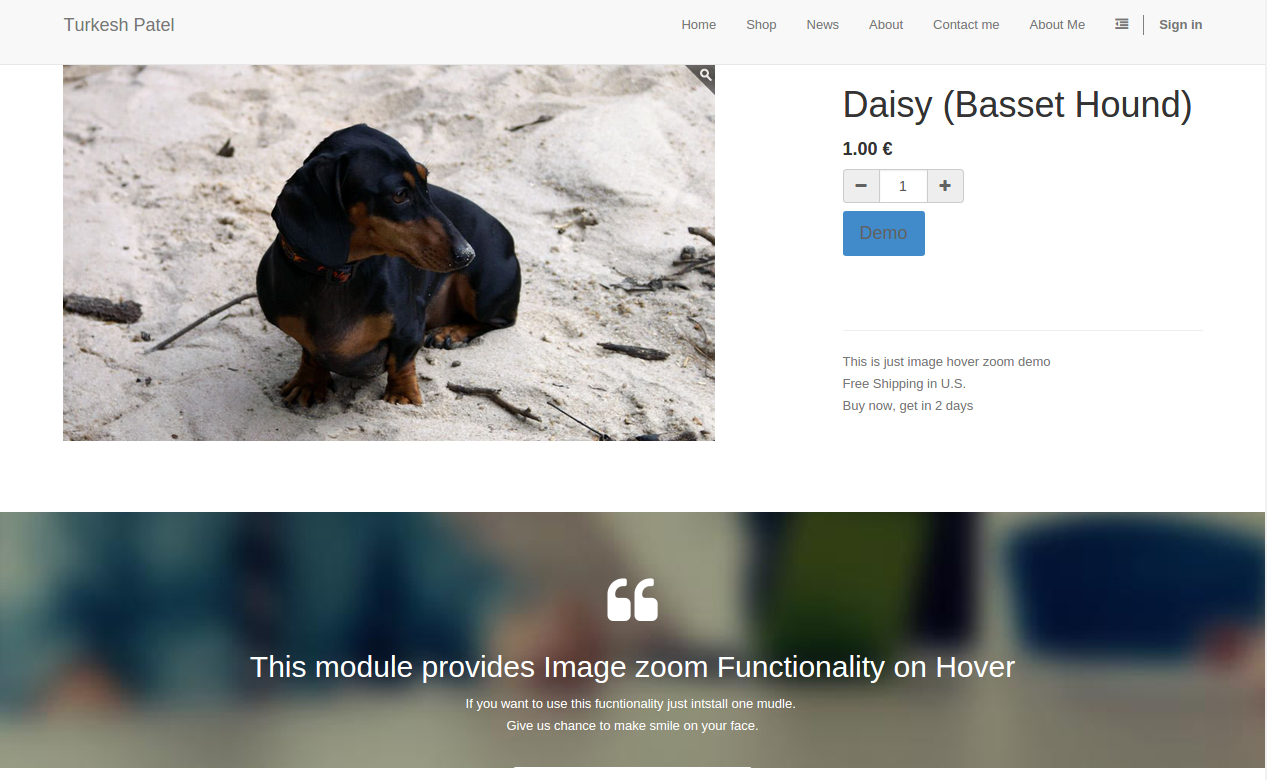 Turkesh Patel
Home Shop News About Contact me About Me Sign in
Daisy (Basset Hound)
1.00 €
1
Demo
This is just image hover zoom demo
Free Shipping in U.S.
Buy now, get in 2 days
This module provides Image zoom Functionality on Hover
If you want to use this fucntionality just intstall one mudle.
Give us chance to make smile on your face.